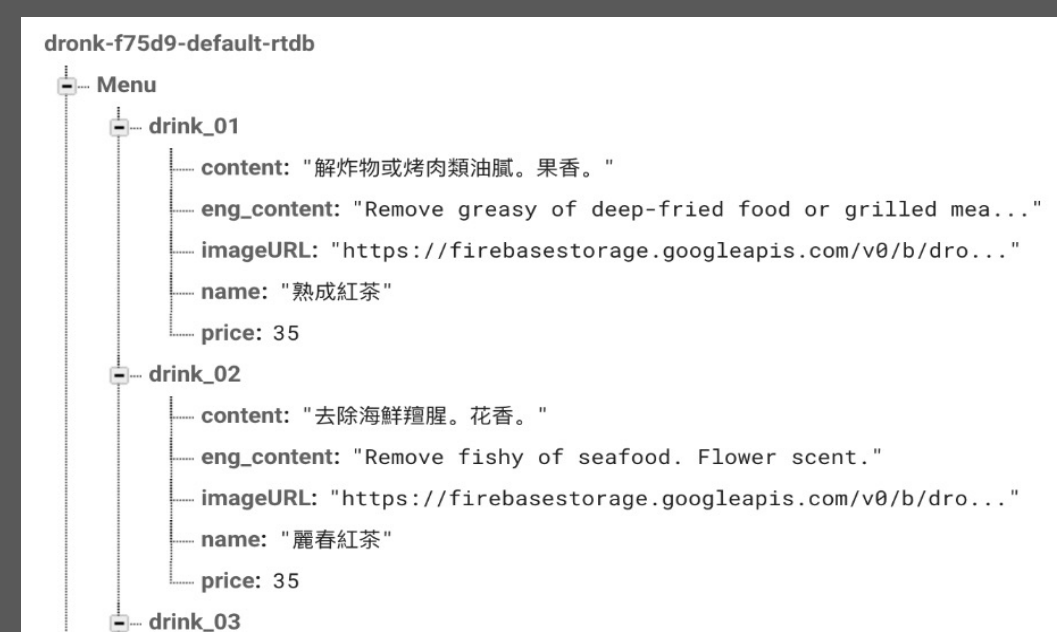 dronk-f75d9-default-rtdb
Menu
drink_01
content: "解炸物或烤肉類油膩。果香。"
eng_content: "Remove greasy of deep-fried food or grilled mea..."
imageURL: "https://firebasestorage.googleapis.com/v0/b/dro..."
name: "熟成紅茶"
price: 35
drink_02
content: "去除海鮮羶腥。花香。"
eng_content: "Remove fishy of seafood. Flower scent."
imageURL: "https://firebasestorage.googleapis.com/v0/b/dro..."
name: "麗春紅茶"
price: 35
drink_03